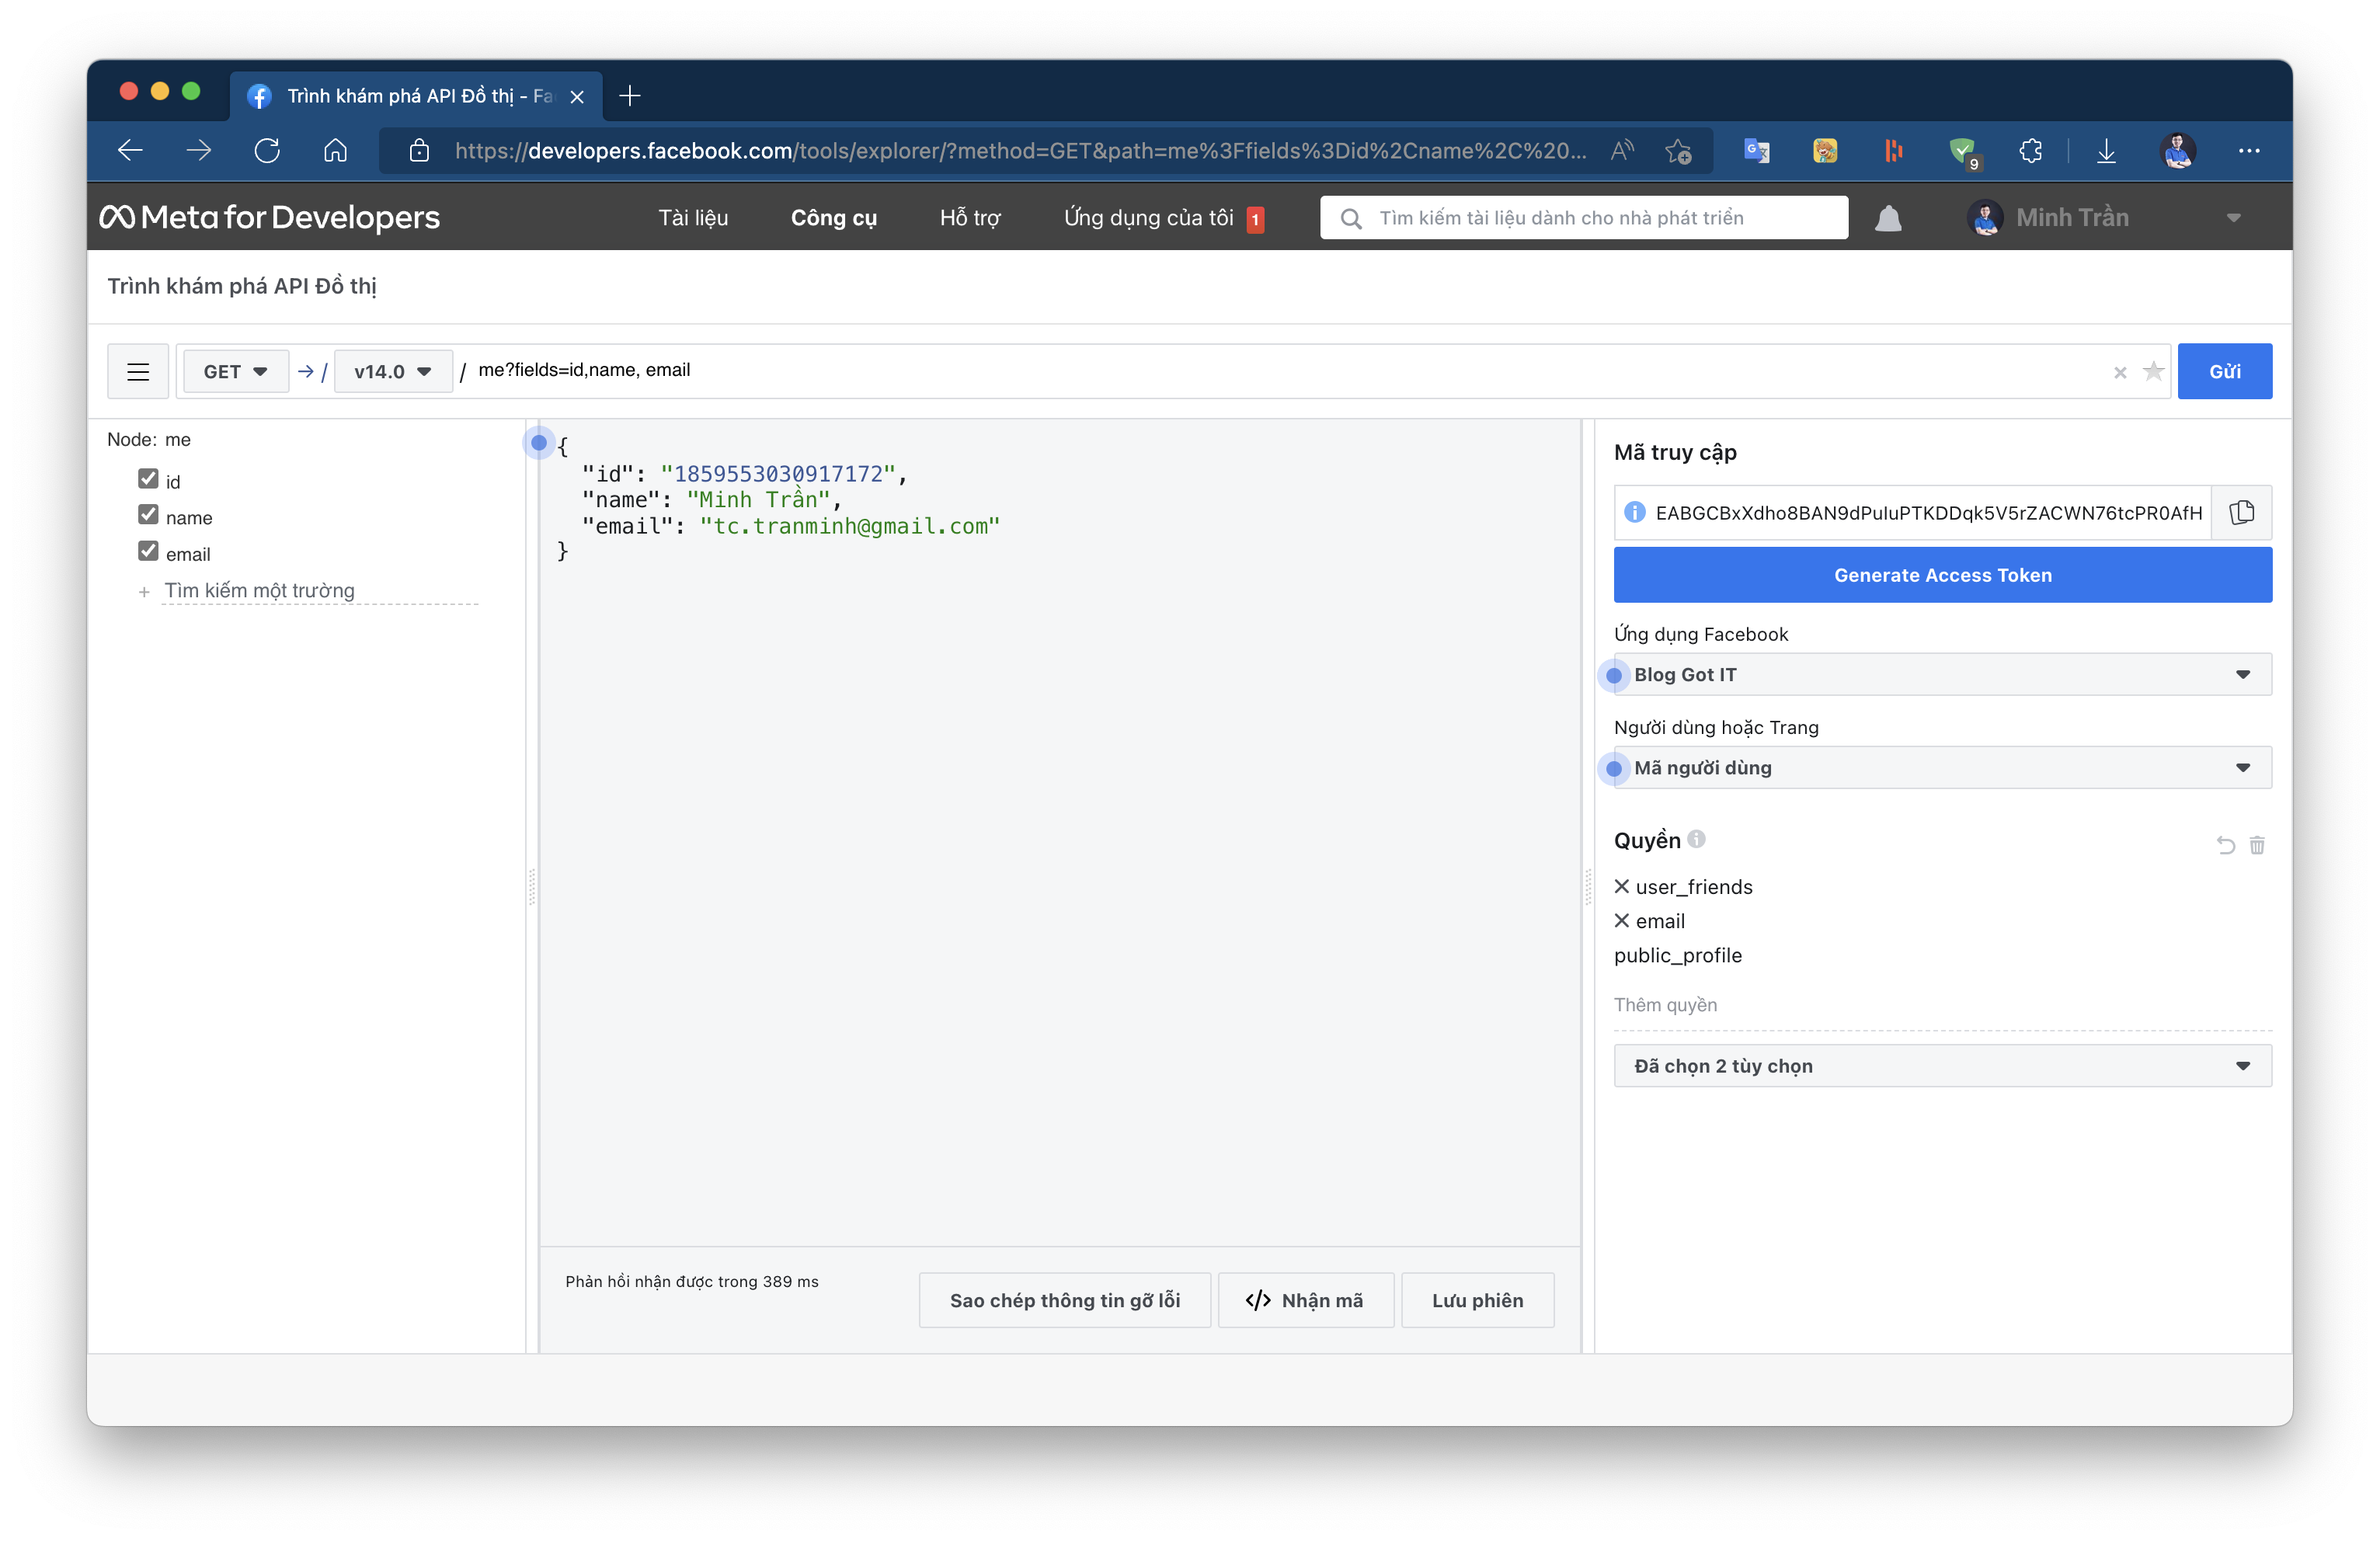 Trình khám phá API Đồ thị - Fa
https://developers.facebook.com/tools/explorer/?method=GET&path=me%3Ffields%3Did%2Cname%2C%20...
9
Meta for Developers
Tài liệu
Công cụ
Hỗ trợ
Ứng dụng của tôi 1
Tìm kiếm tài liệu dành cho nhà phát triển
Minh Trần
Trình khám phá API Đồ thị
GET
/
v14.0
/
me?fields=id,name, email
Gửi
Node: me
id
name
email
+ Tìm kiếm một trường
{
"id": "1859553030917172",
"name": "Minh Trần",
"email": "tc.tranminh@gmail.com"
}
Phản hồi nhận được trong 389 ms
Sao chép thông tin gỡ lỗi
</> Nhận mã
Lưu phiên
Mã truy cập
EABGCBxXdho8BAN9dPuIuPTKDDqk5V5rZACWN76tcPR0AfH
Generate Access Token
Ứng dụng Facebook
Blog Got IT
Người dùng hoặc Trang
Mã người dùng
Quyền
user_friends
email
public_profile
Thêm quyền
Đã chọn 2 tùy chọn